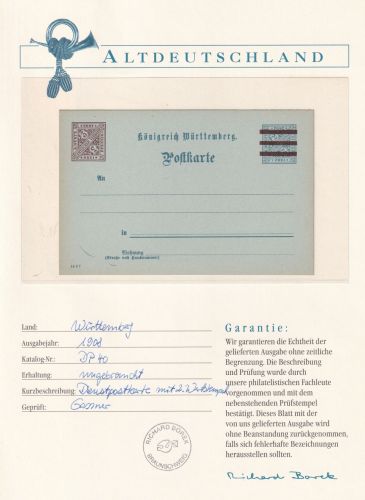 ALTDEUTSCHLAND
Königreich Württemberg.
Postkarte
An
in
Wohnung
(Straße und Hausnummer)
Land: Württemberg
Ausgabejahr: 1908
Katalog-Nr: DP 40
Erhaltung: ungebraucht
Kurzbeschreibung: Dienstpostkarte mit 2. Wertstempel
Geprüft: Gesner
RICHARD BOREK
BRAUNSCHWEIG
Garantie:
Wir garantieren die Echtheit der
gelieferten Ausgabe ohne zeitliche
Begrenzung. Die Beschreibung
und Prüfung wurde durch
unsere philatelistischen Fachleute
vorgenommen und mit dem
nebenstehenden Prüfstempel
bestätigt. Dieses Blatt mit der
von uns gelieferten Ausgabe wird
ohne Beanstandung zurückgenommen,
falls sich fehlerhafte Bezeichnungen
herausstellen sollten.
Richard Borek